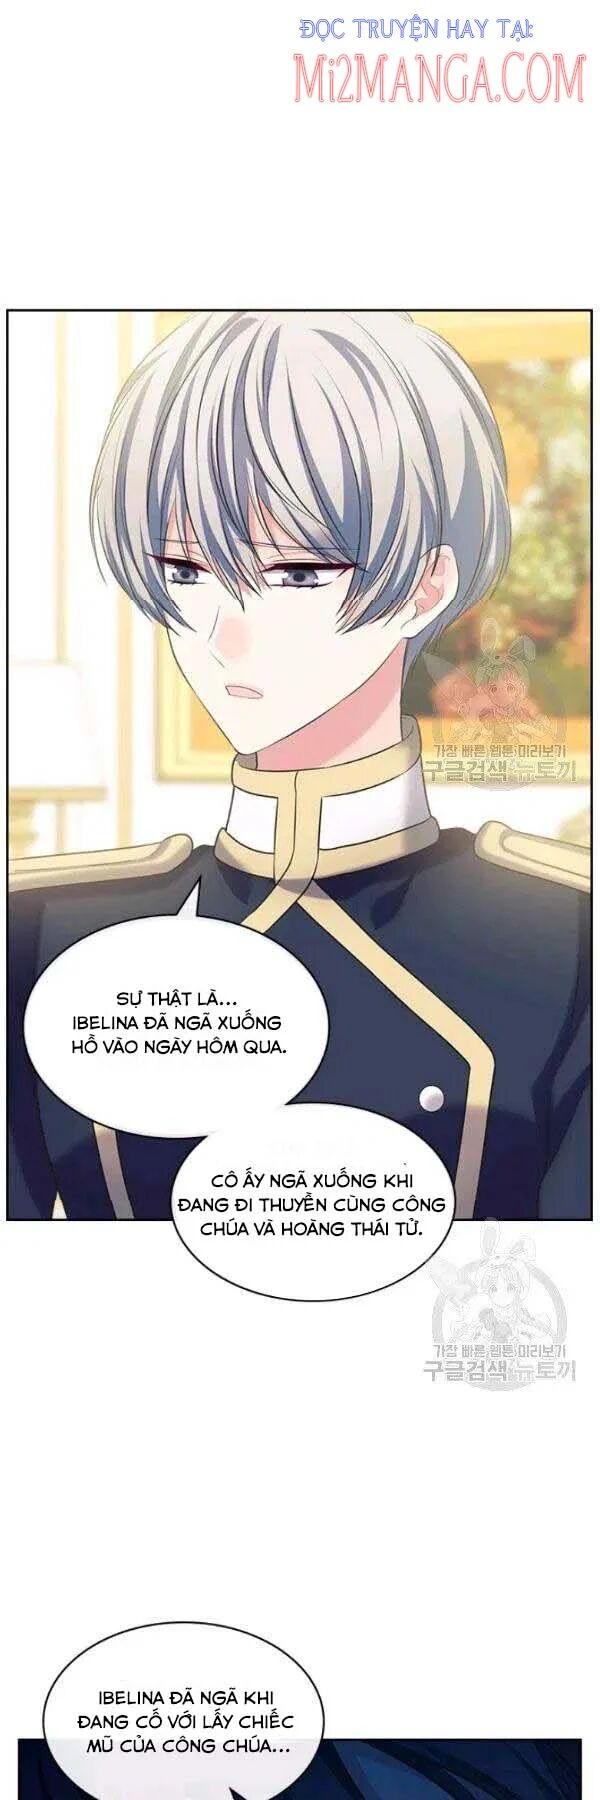 ĐỌC TRUYỆN HAY TẠI:
MI2MANGA.COM
가장 빠른 웹툰 미리보기
구글검색 뉴토끼
SỰ THẬT LÀ...
IBELINA ĐÃ NGÃ XUỐNG
HỒ VÀO NGÀY HÔM QUA.
CÔ ẤY NGÃ XUỐNG KHI
ĐANG ĐI THUYỀN CÙNG CÔNG
CHÚA VÀ HOÀNG THÁI TỬ.
가장 빠른 웹툰 미리보기
구글검색 뉴토끼
IBELINA ĐÃ NGÃ KHI
ĐANG CỐ VỚI LẤY CHIẾC
MŨ CỦA CÔNG CHÚA...